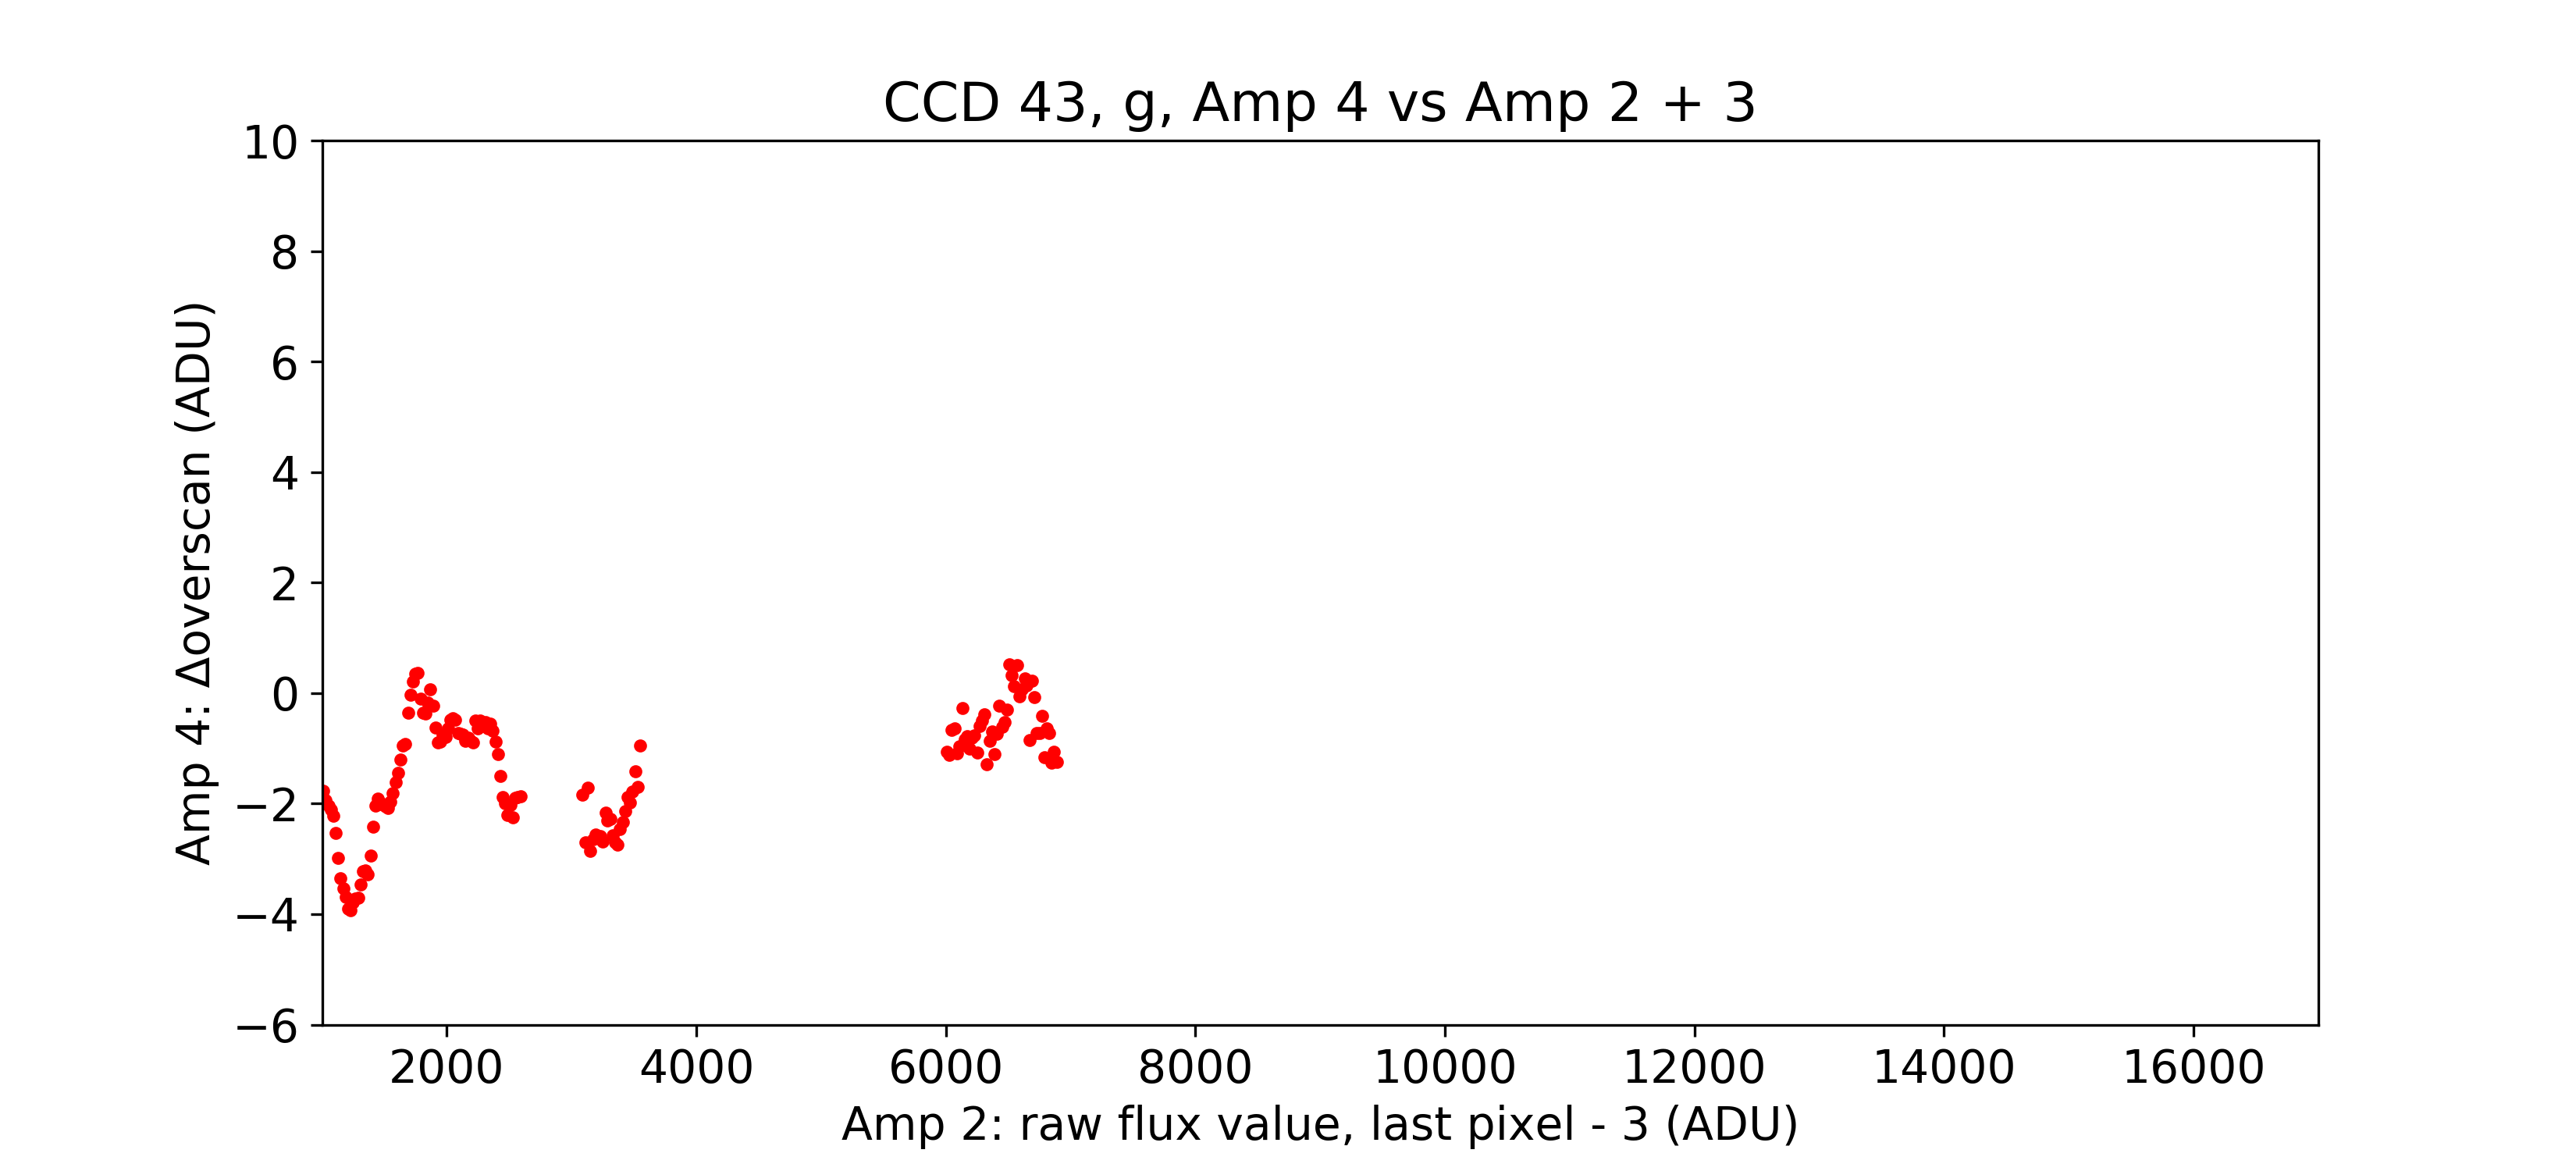 CCD 43, g, Amp 4 vs Amp 2 + 3
10
8
6
4
2
0
−2
−4
−6
Amp 4: Δoverscan (ADU)
2000 4000 6000 8000 10000 12000 14000 16000
Amp 2: raw flux value, last pixel - 3 (ADU)